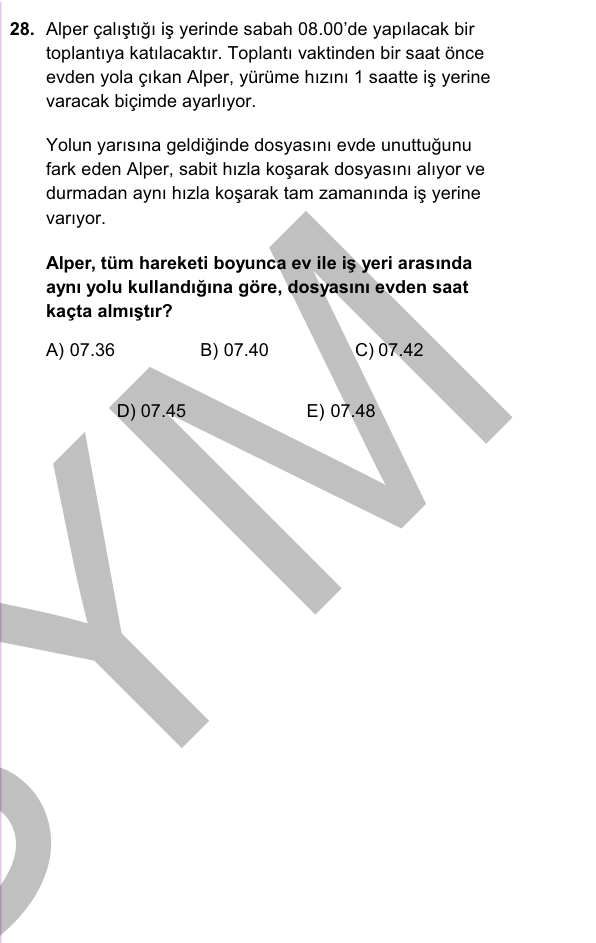 28. Alper çalıştığı iş yerinde sabah 08.00’de yapılacak bir
toplantıya katılacaktır. Toplantı vaktinden bir saat önce
evden yola çıkan Alper, yürüme hızını 1 saatte iş yerine
varacak biçimde ayarlıyor.
Yolun yarısına geldiğinde dosyasını evde unuttuğunu
fark eden Alper, sabit hızla koşarak dosyasını alıyor ve
durmadan aynı hızla koşarak tam zamanında iş yerine
varıyor.
Alper, tüm hareketi boyunca ev ile iş yeri arasında
aynı yolu kullandığına göre, dosyasını evden saat
kaçta almıştır?
A) 07.36 B) 07.40 C) 07.42
D) 07.45 E) 07.48